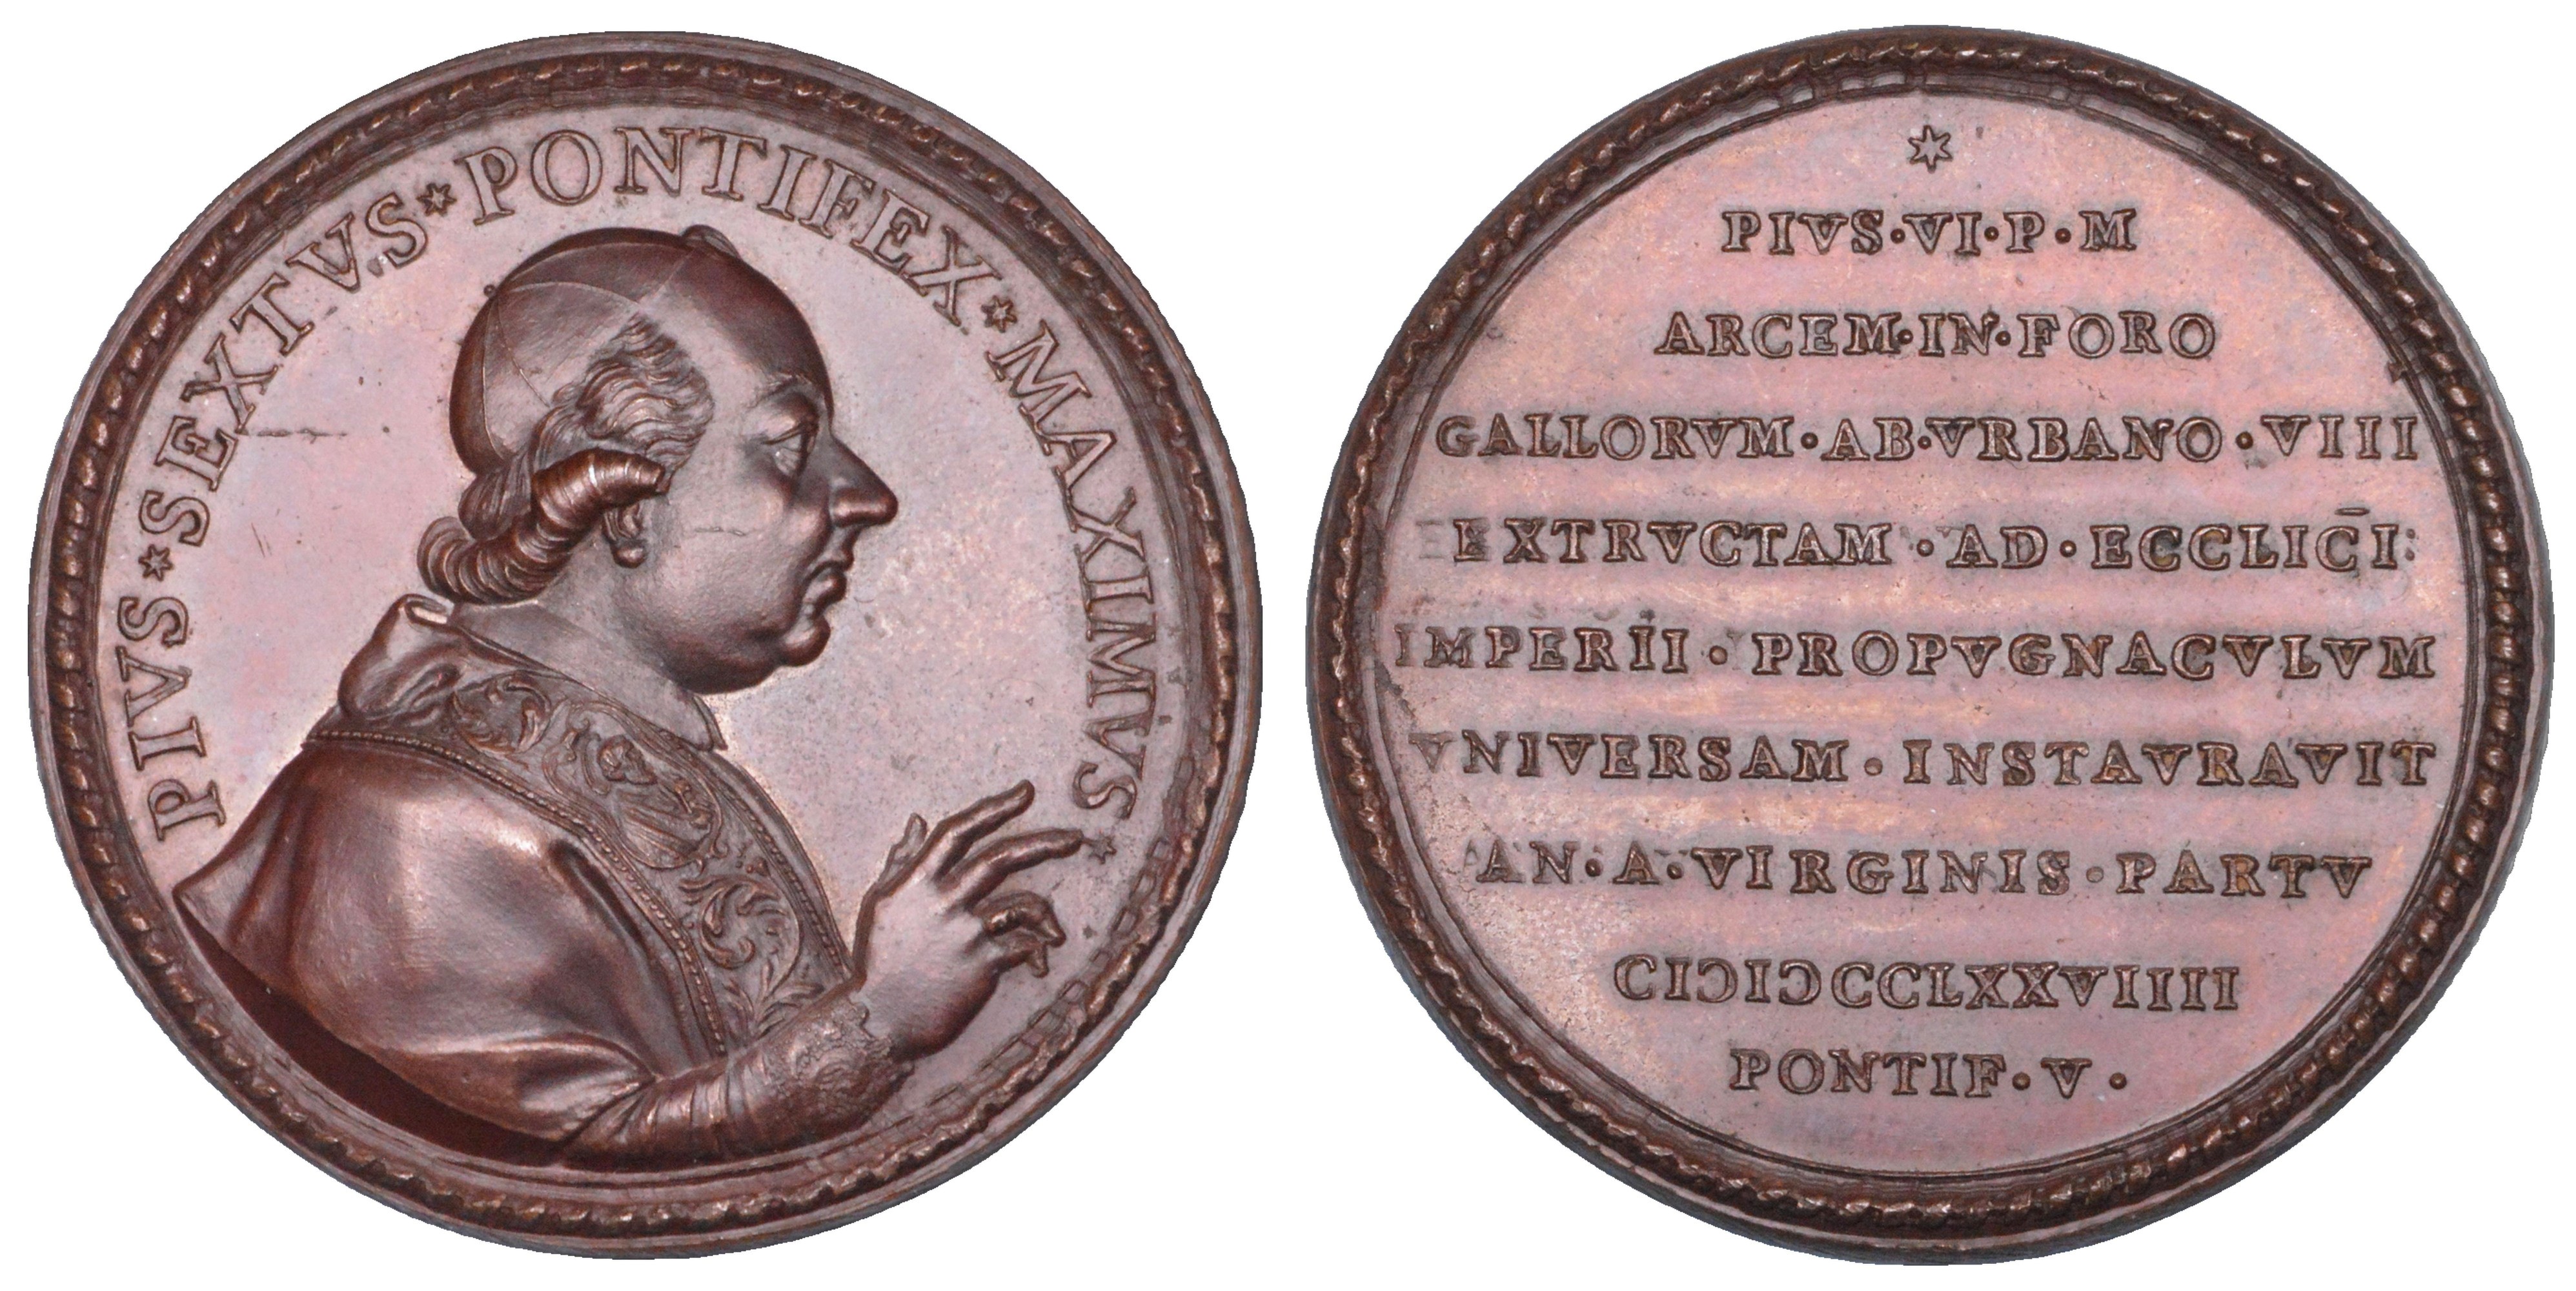 PIVS★SEXTVS★PONTIFEX★MAXIMVS★
★
PIVS·VI·P·M
ARCEM·IN·FORO
GALLORVM·AB·VRBANO·VIII
EXTRVCTAM·AD·ECCLIC̄I:
IMPERII·PROPVGNACVLVM
VNIVERSAM·INSTAVRAVIT
AN·A·VIRGINIS·PARTV
CIƆIƆCCLXXVIIII
PONTIF·V·